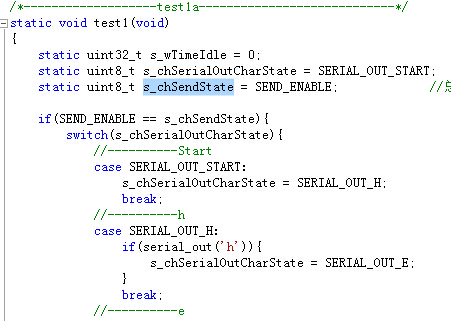 /*-------------------test1a----------------------------*/
static void test1(void)
{
    static uint32_t s_wTimeIdle = 0;
    static uint8_t s_chSerialOutCharState = SERIAL_OUT_START;
    static uint8_t s_chSendState = SEND_ENABLE;             //
    if(SEND_ENABLE == s_chSendState){
        switch(s_chSerialOutCharState){
            //----------Start
            case SERIAL_OUT_START:
                s_chSerialOutCharState = SERIAL_OUT_H;
                break;
            //----------h
            case SERIAL_OUT_H:
                if(serial_out('h')){
                    s_chSerialOutCharState = SERIAL_OUT_E;
                }
                break;
            //----------e